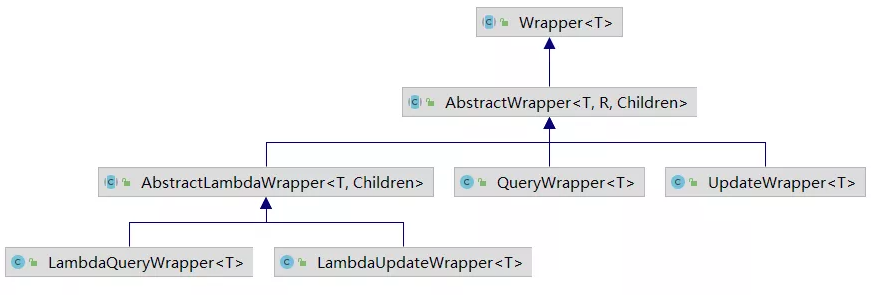 Wrapper<T>
AbstractWrapper<T, R, Children>
AbstractLambdaWrapper<T, Children>
QueryWrapper<T>
UpdateWrapper<T>
LambdaQueryWrapper<T>
LambdaUpdateWrapper<T>